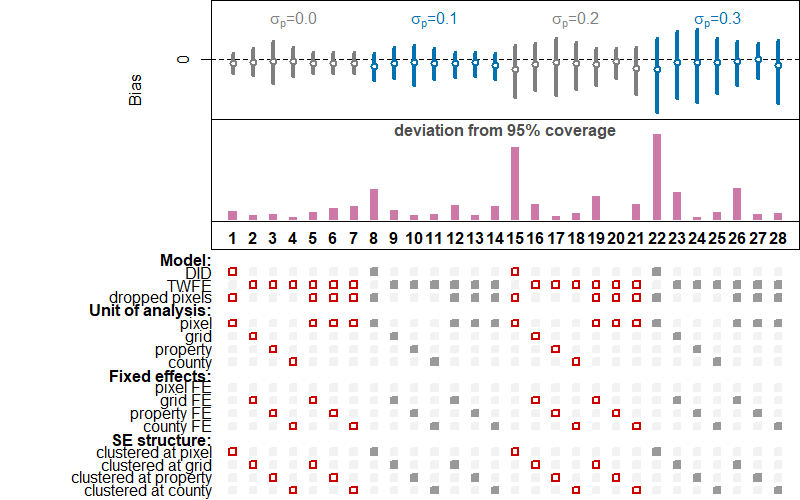 σp=0.0 σp=0.1 σp=0.2 σp=0.3
0
Bias
deviation from 95% coverage
1 2 3 4 5 6 7 8 9 10 11 12 13 14 15 16 17 18 19 20 21 22 23 24 25 26 27 28
Model:
DID
TWFE
dropped pixels
Unit of analysis:
pixel
grid
property
county
Fixed effects:
pixel FE
grid FE
property FE
county FE
SE structure:
clustered at pixel
clustered at grid
clustered at property
clustered at county